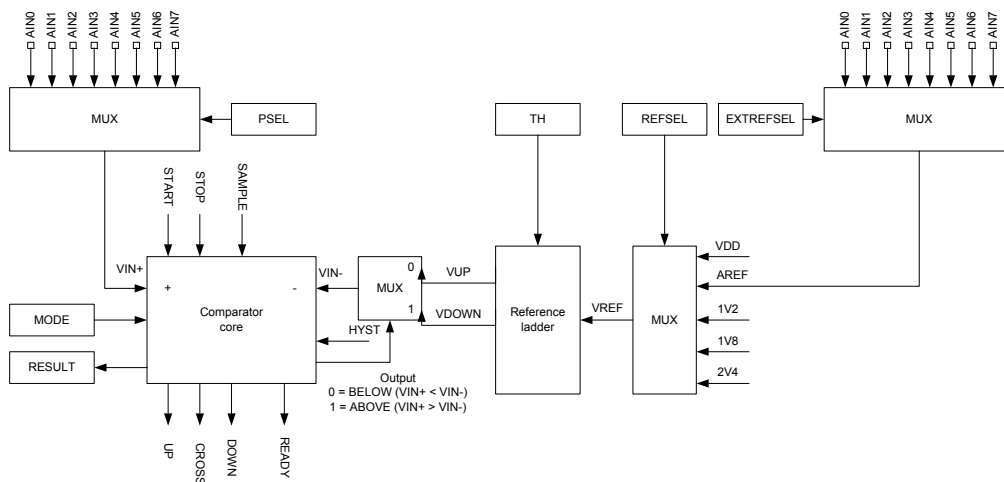 AIN0
AIN1
AIN2
AIN3
AIN4
AIN5
AIN6
AIN7
AIN0
AIN1
AIN2
AIN3
AIN4
AIN5
AIN6
AIN7
MUX
PSEL
TH
REFSEL
EXTREFSEL
MUX
START
STOP
SAMPLE
VIN+
+
-
VIN-
MUX
0
1
VUP
VDOWN
HYST
Comparator
core
MODE
RESULT
Reference
ladder
VREF
MUX
VDD
AREF
1V2
1V8
2V4
Output
0 = BELOW (VIN+ < VIN-)
1 = ABOVE (VIN+ > VIN-)
UP
CROSS
DOWN
READY